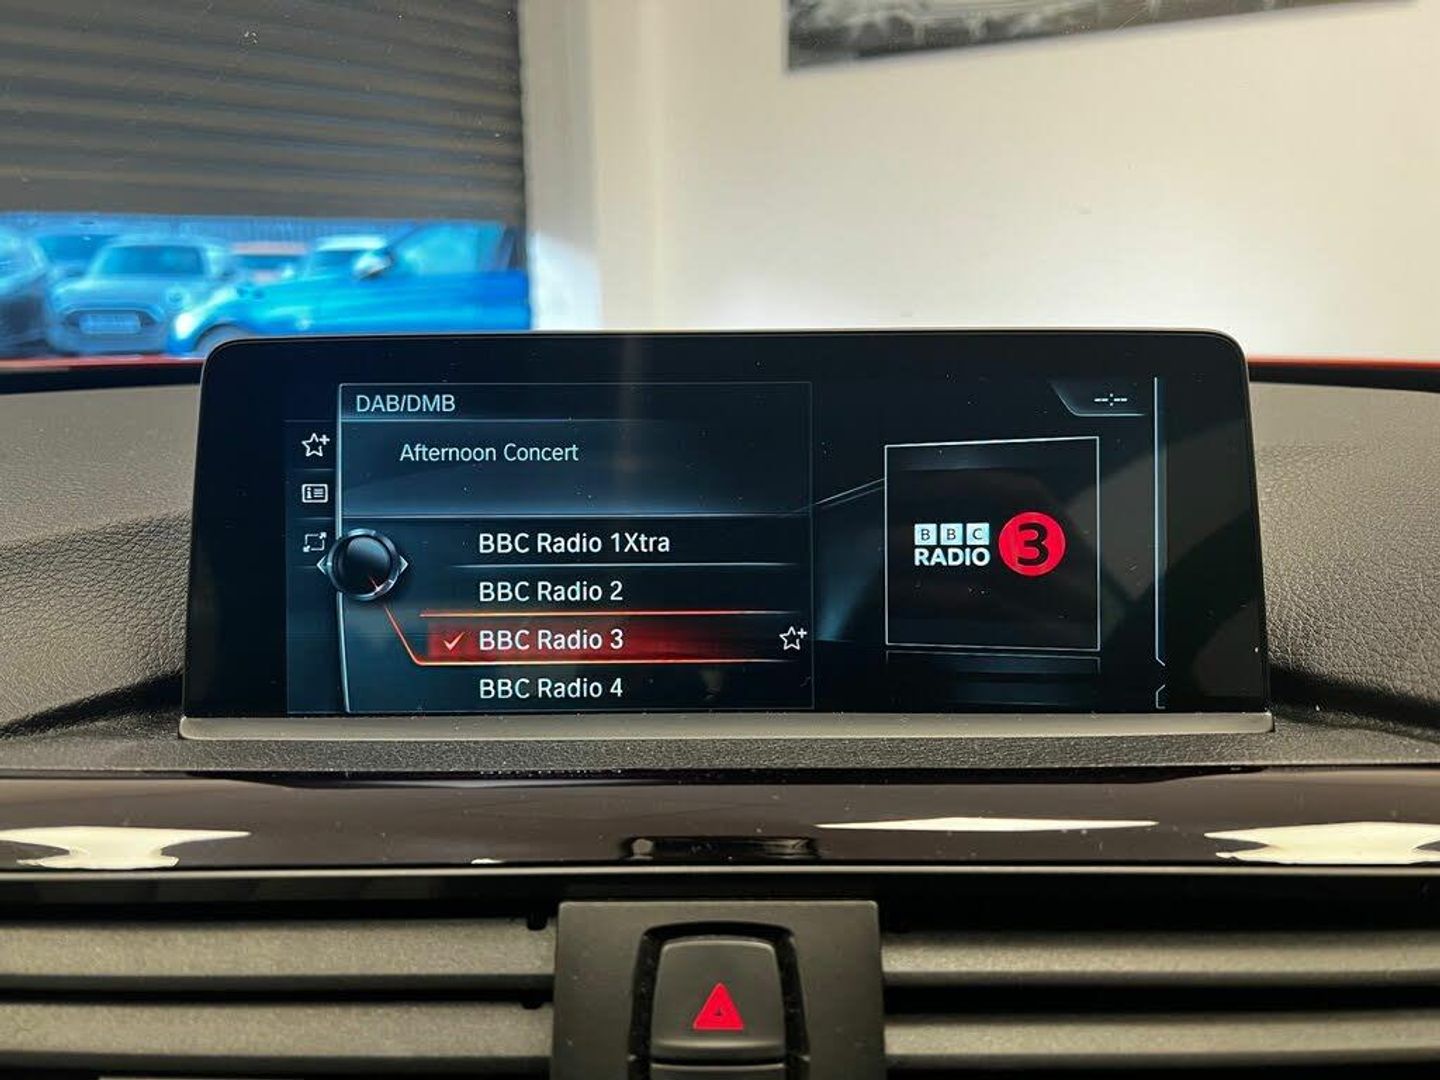 DAB/DMB
--:--
Afternoon Concert
BBC Radio 1Xtra
BBC Radio 2
BBC Radio 3
BBC Radio 4
BBC
RADIO 3